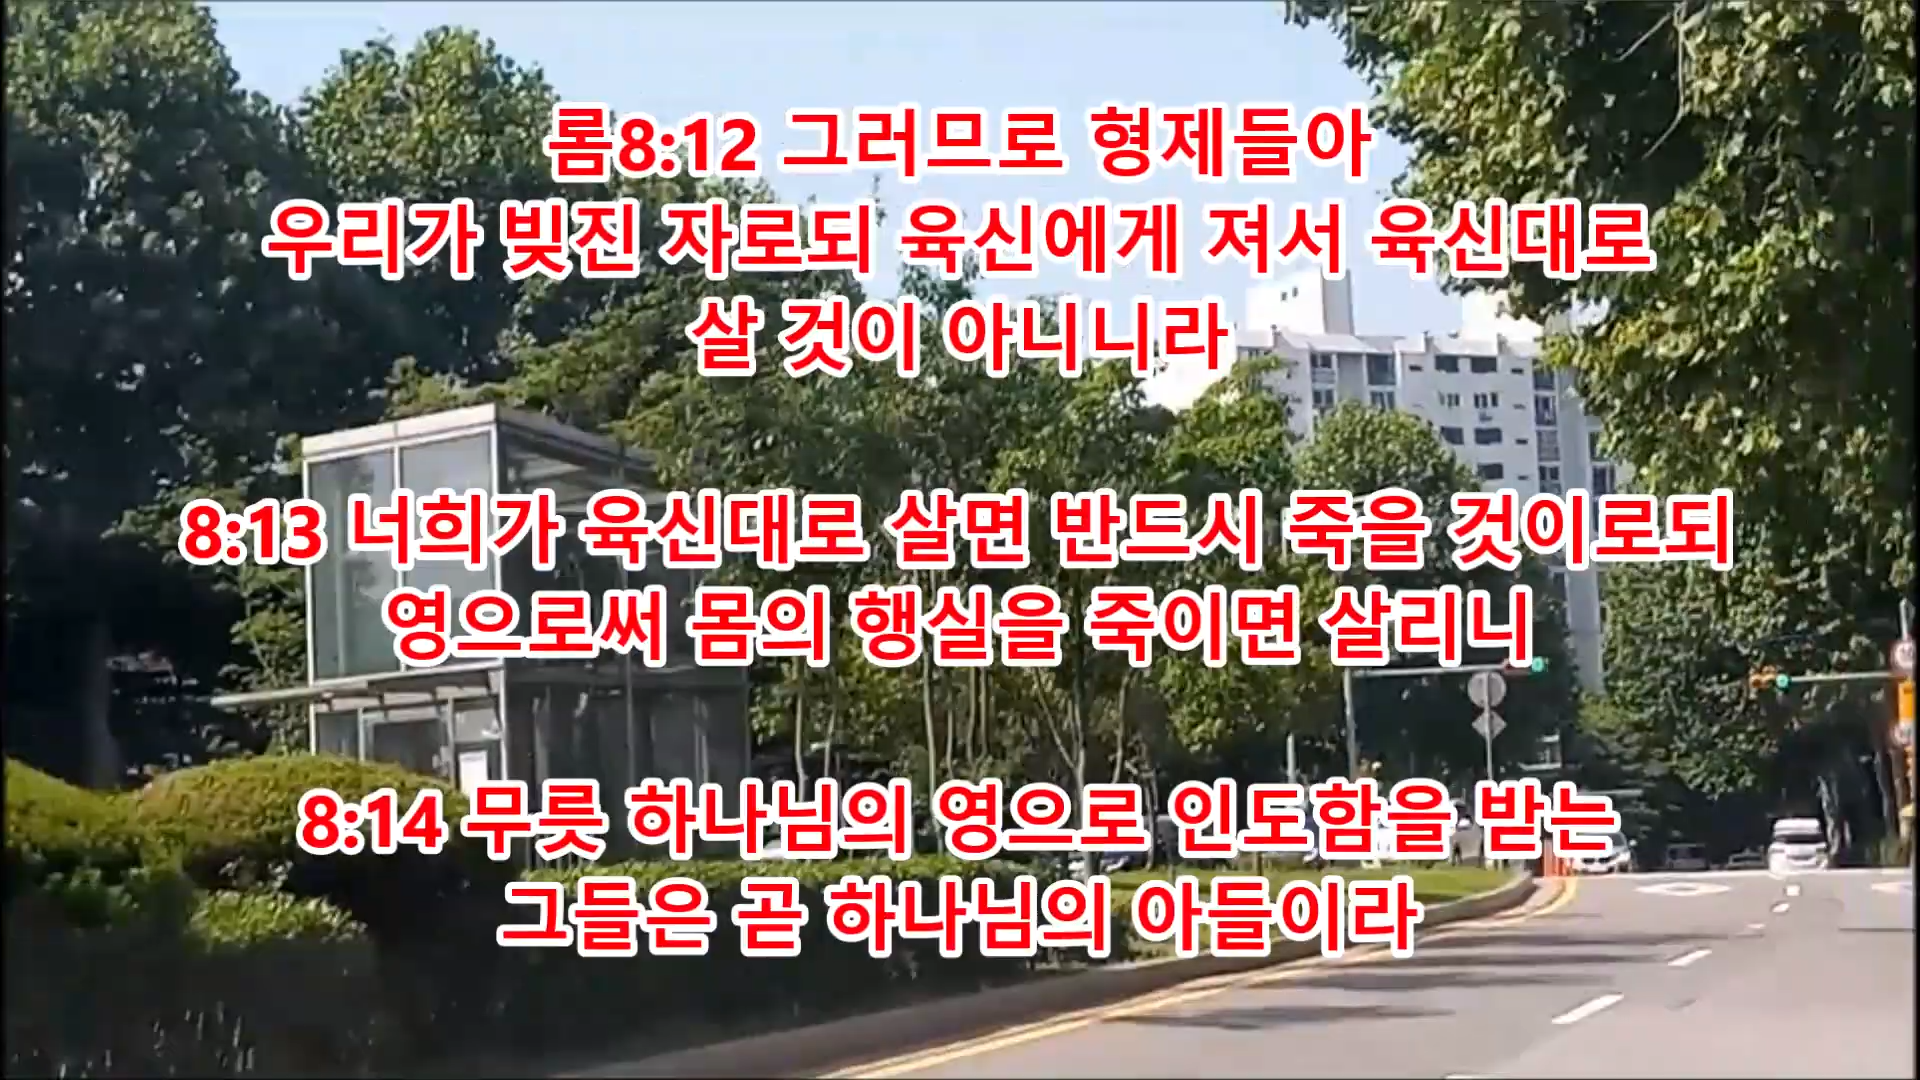 롬8:12 그러므로 형제들아
우리가 빚진 자로되 육신에게 져서 육신대로
살 것이 아니니라
8:13 너희가 육신대로 살면 반드시 죽을 것이로되
영으로써 몸의 행실을 죽이면 살리니
8:14 무릇 하나님의 영으로 인도함을 받는
그들은 곧 하나님의 아들이라